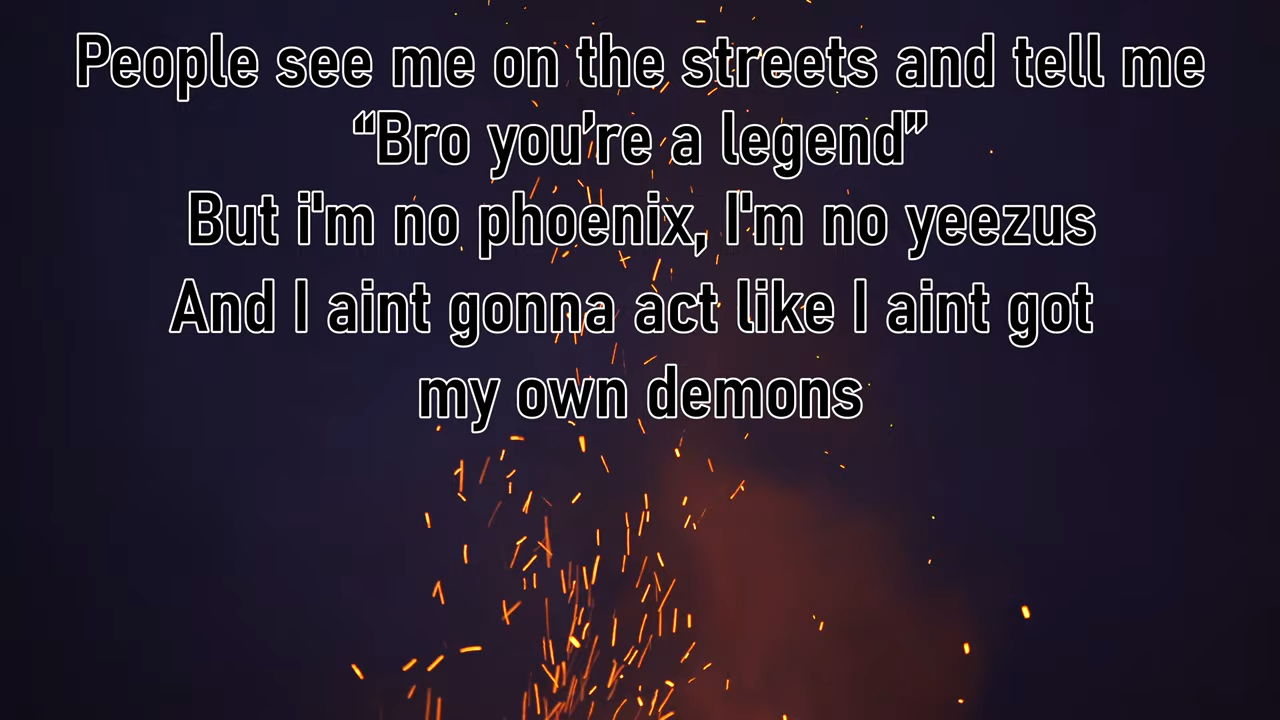 People see me on the streets and tell me
“Bro you’re a legend”
But i'm no phoenix, I'm no yeezus
And I aint gonna act like I aint got
my own demons